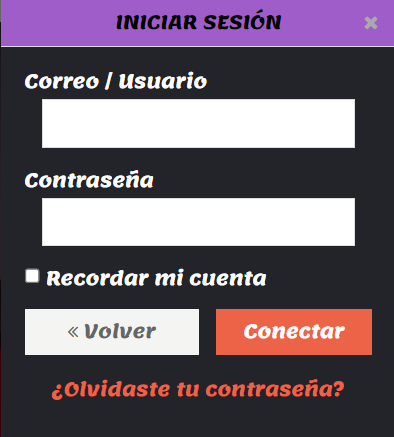 INICIAR SESIÓN ×
Correo / Usuario
Contraseña
Recordar mi cuenta
« Volver Conectar
¿Olvidaste tu contraseña?